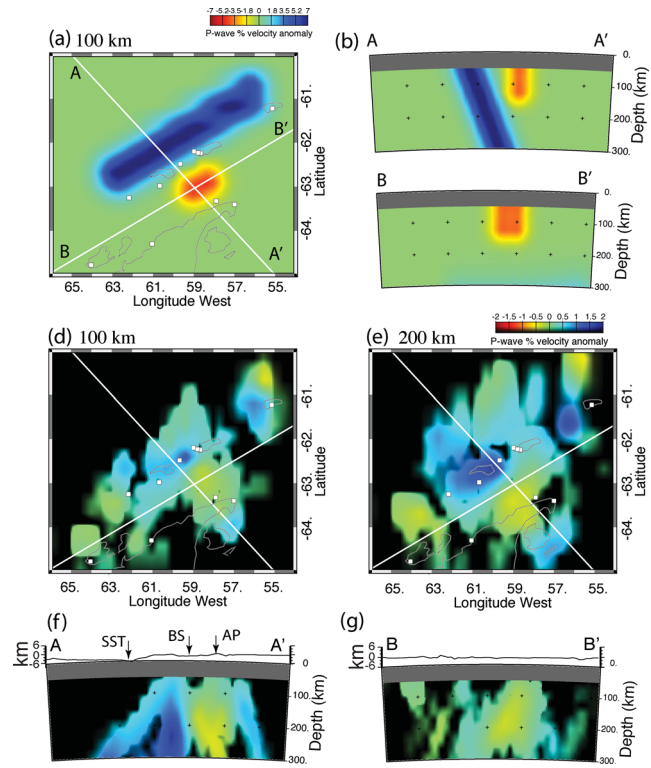 -7 -5.2 -3.5 -1.8 0 1.8 3.5 5.2 7
P-wave % velocity anomaly
(a) 100 km
A
B′
B
A′
-61.
-62.
-63.
-64.
Latitude
65. 63. 61. 59. 57. 55.
Longitude West
(b)
A A′
0.
-100.
-200.
300.
Depth (km)
B B′
0.
-100.
-200.
300.
Depth (km)
(d) 100 km
-61.
-62.
-63.
-64.
Latitude
65. 63. 61. 59. 57. 55.
Longitude West
-2 -1.5 -1 -0.5 0 0.5 1 1.5 2
P-wave % velocity anomaly
(e) 200 km
-61.
-62.
-63.
-64.
Latitude
65. 63. 61. 59. 57. 55.
Longitude West
(f)
SST BS AP
A A'
km
6
0
-6
0.
-100.
-200.
-300.
Depth (km)
(g)
B B'
km
6
0
-6
0.
-100.
-200.
300.
Depth (km)